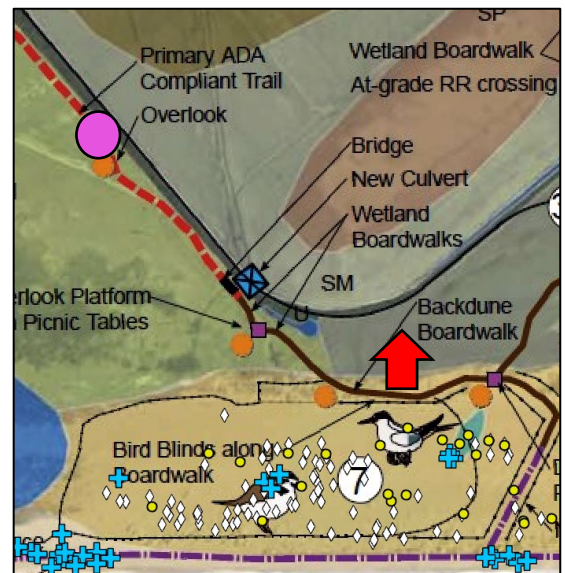 SP
Primary ADA
Compliant Trail
Overlook
Wetland Boardwalk
At-grade RR crossing
Bridge
New Culvert
Wetland
Boardwalks
SM
U
Platform
Picnic Tables
Backdune
Boardwalk
Bird Blinds along
Boardwalk
7